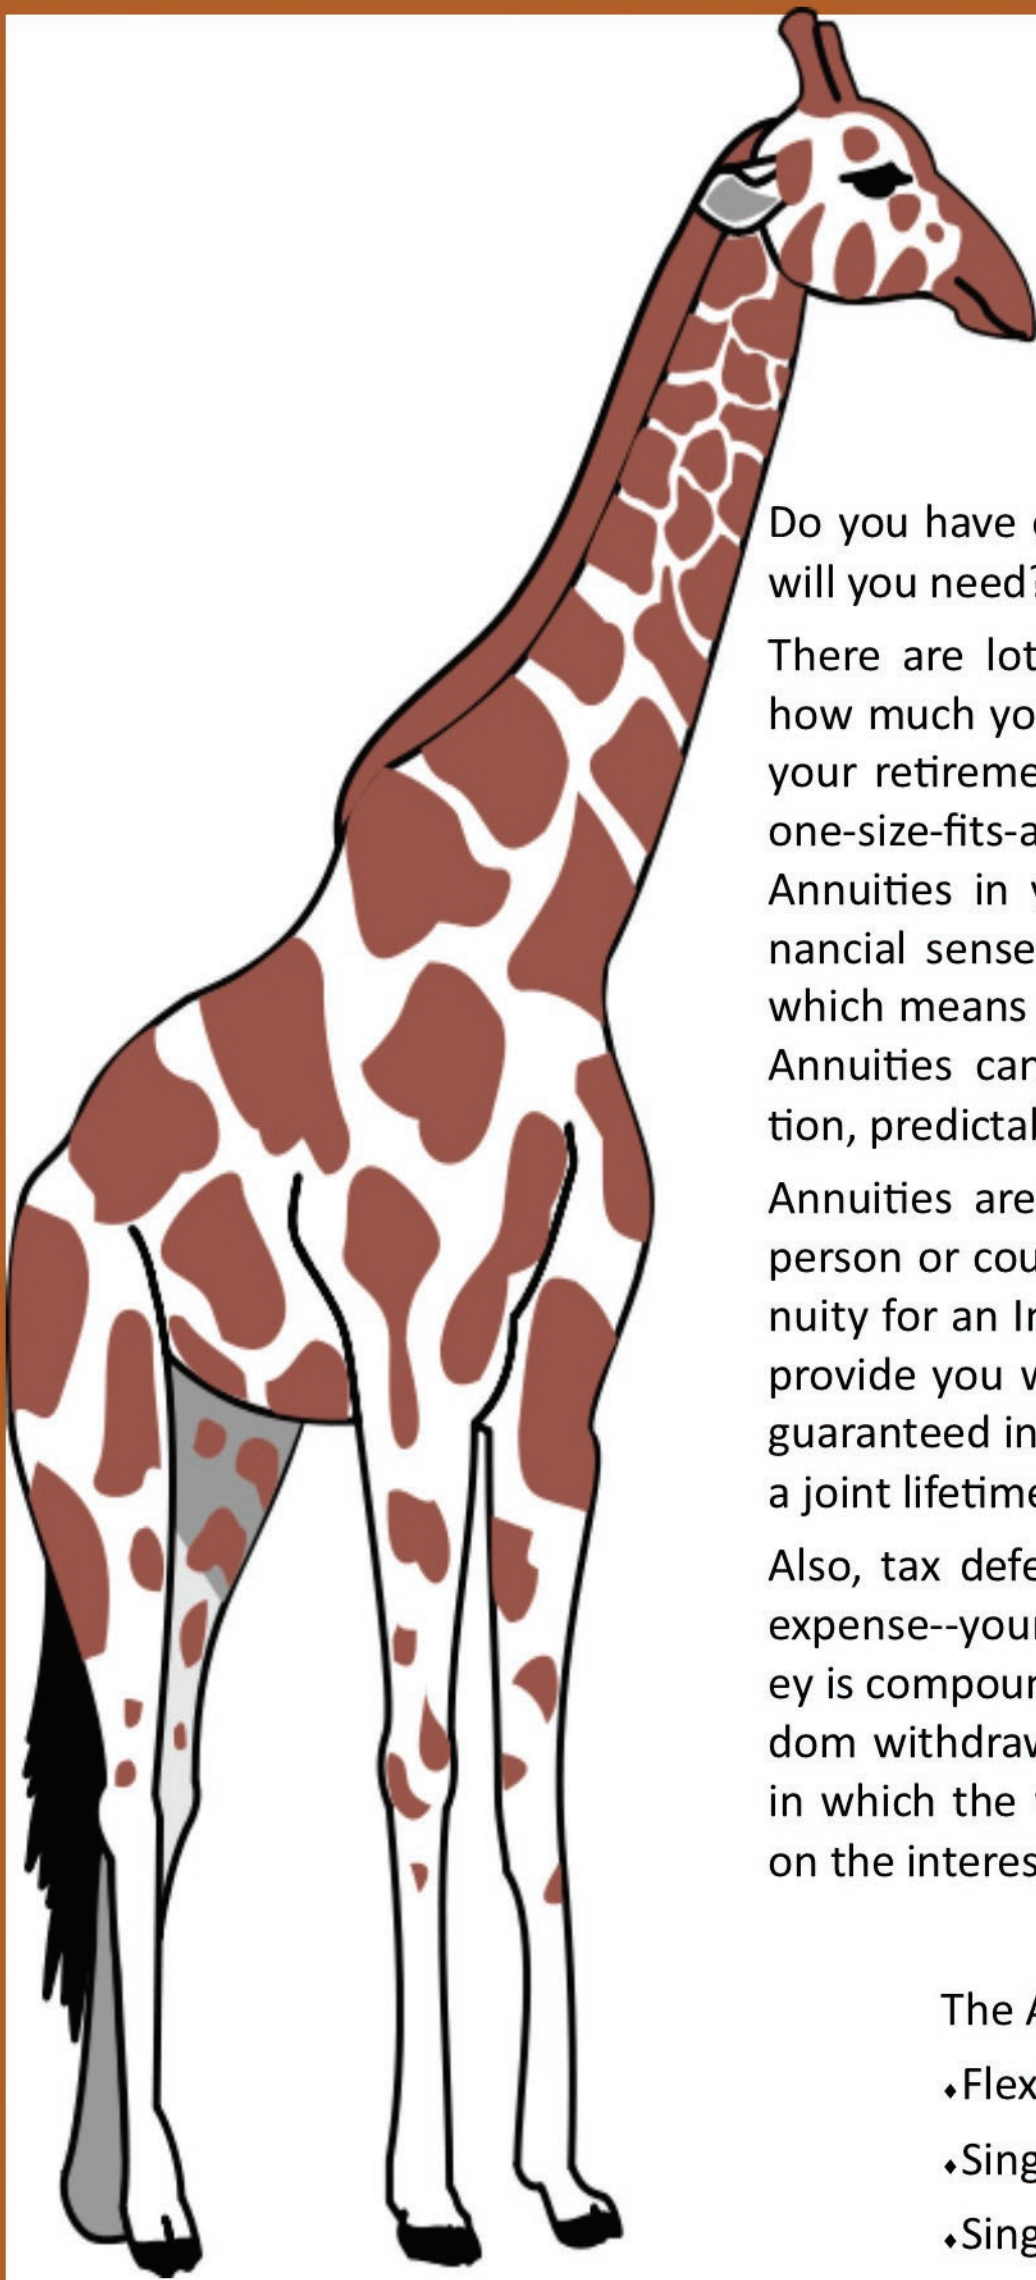 Do you have
will you need?
There are lot
how much yo
your retireme
one-size-fits-a
Annuities in
nancial sense
which means
Annuities can
tion, predictal
Annuities are
person or cou
nuity for an In
provide you
guaranteed in
a joint lifetime
Also, tax defe
expense--your
ey is compour
dom withdraw
in which the
on the interes
The A
⬧Flex
⬧Sing
⬧Sing